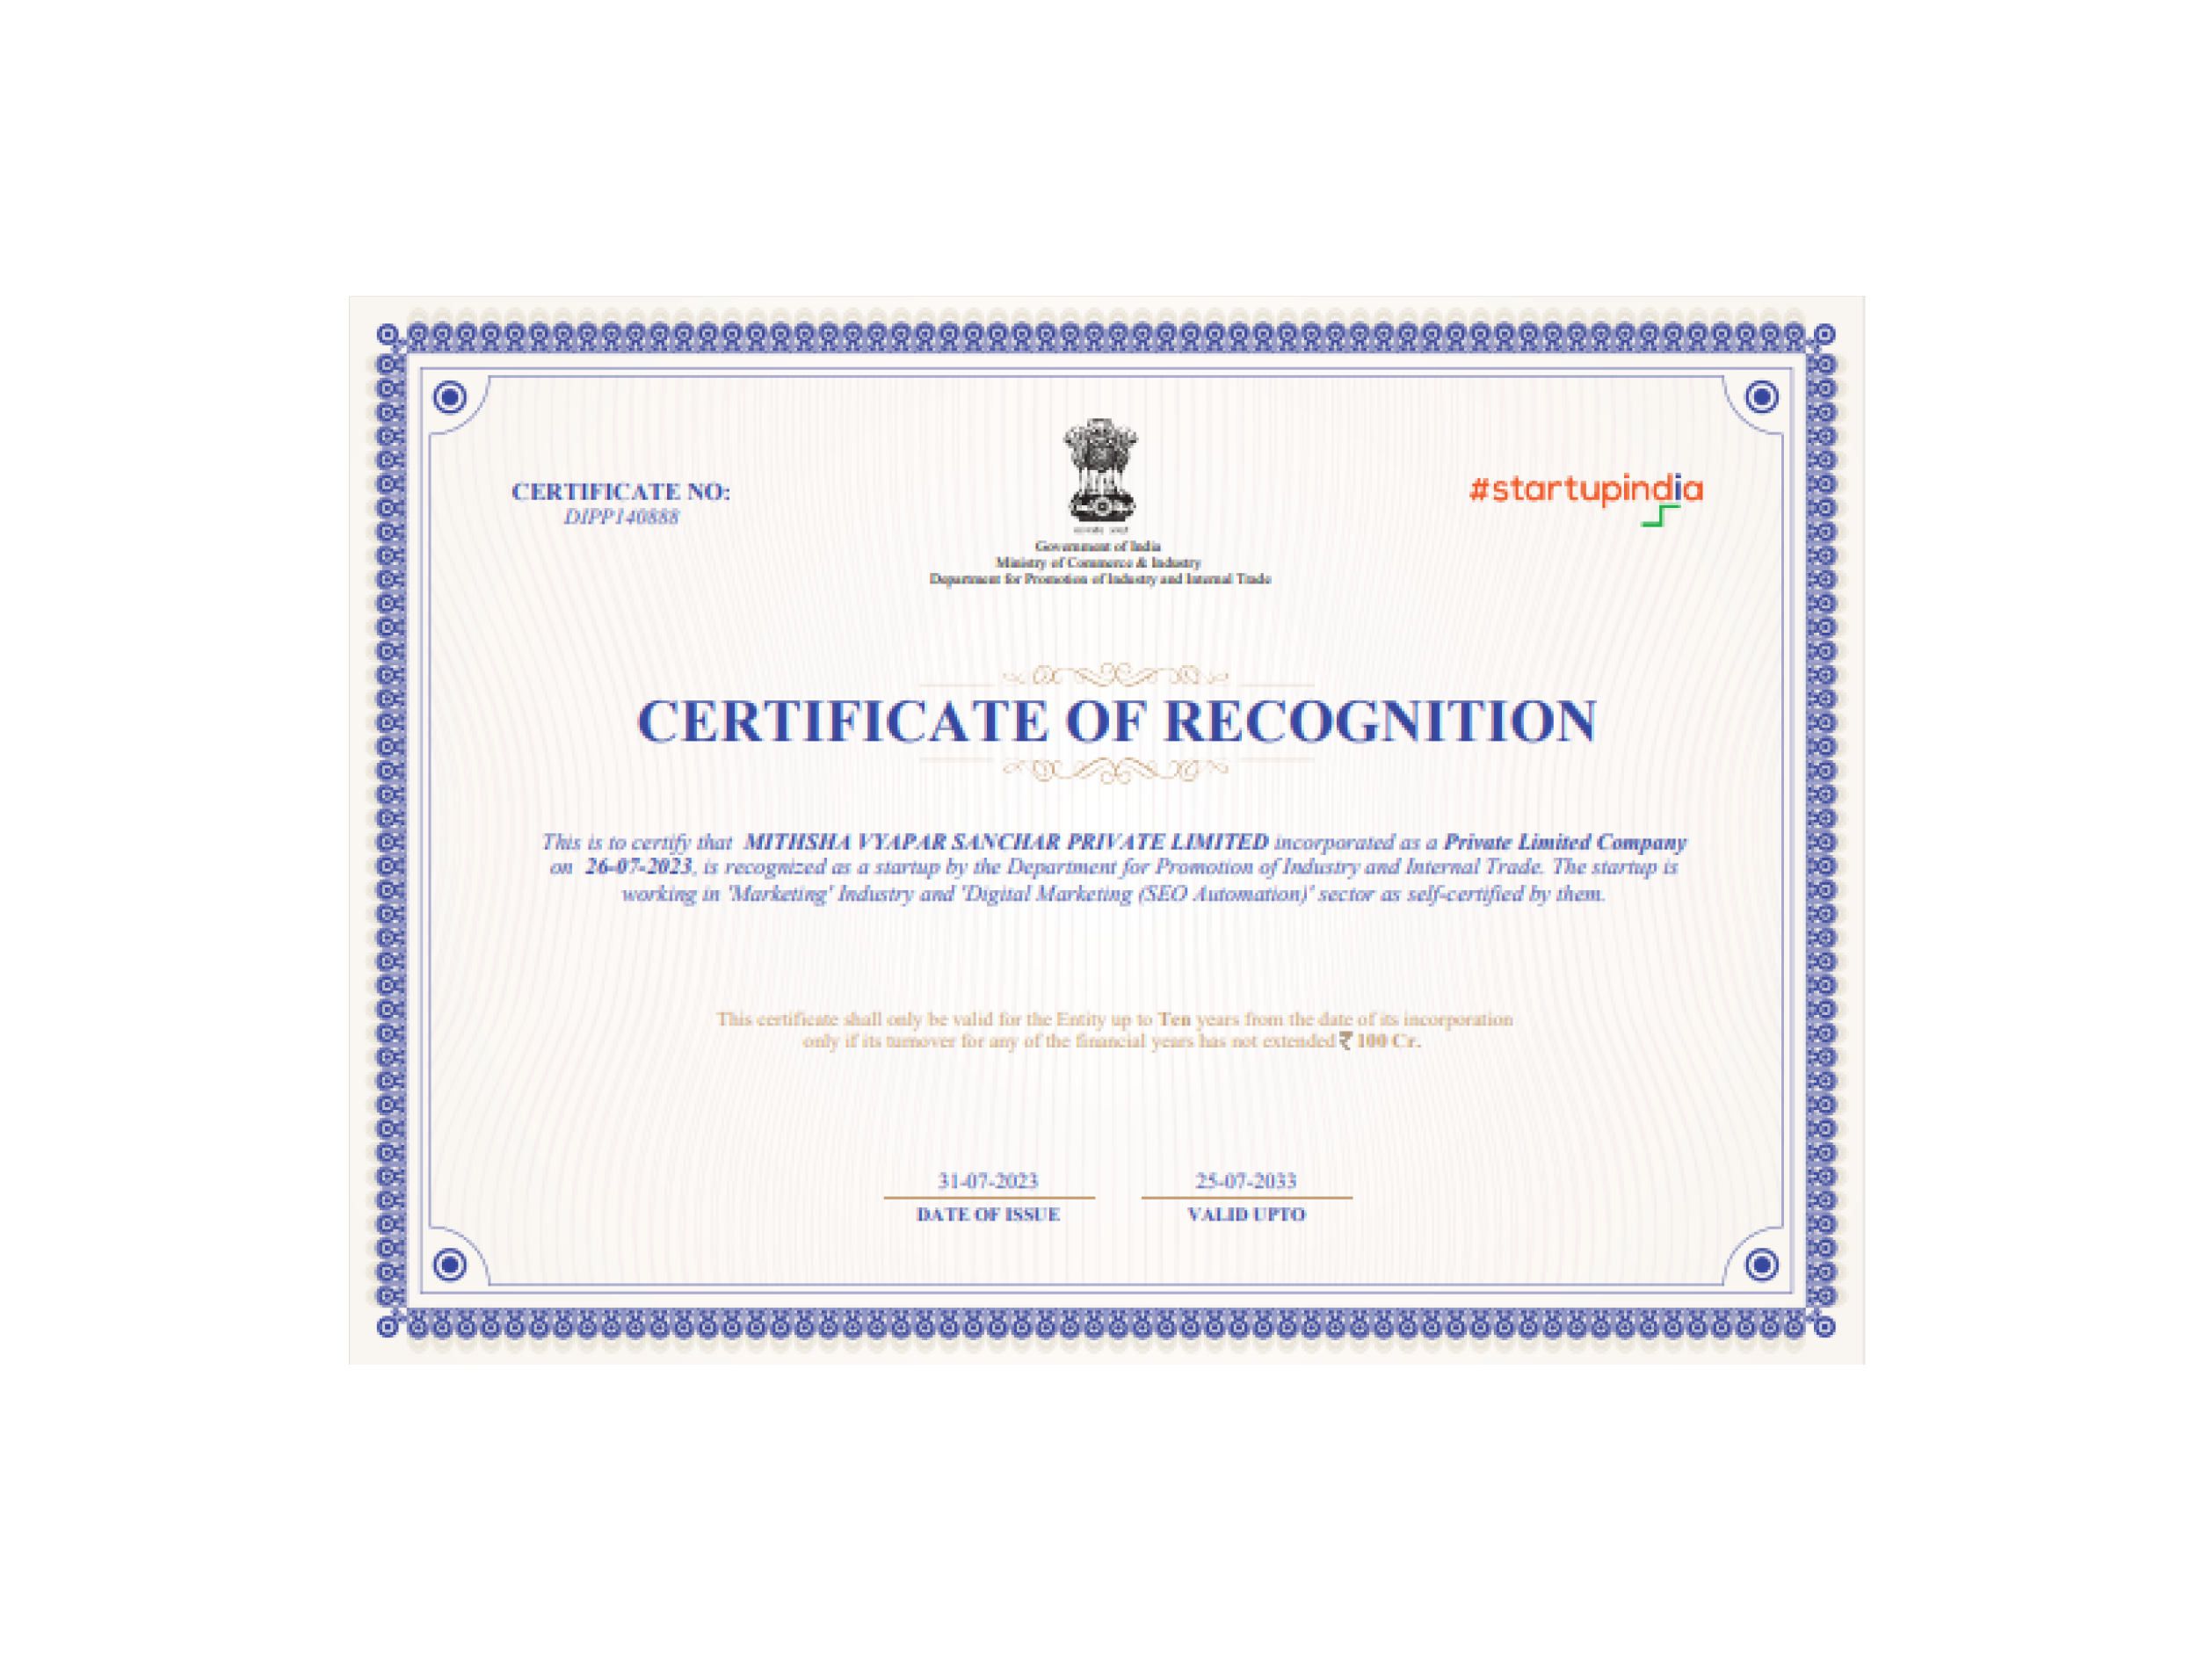 CERTIFICATE NO:
DIPP140888
#startupindia
Government of India
Ministry of Commerce & Industry
Department for Promotion of Industry and Internal Trade
CERTIFICATE OF RECOGNITION
This is to certify that MITHSHA VYAPAR SANCHAR PRIVATE LIMITED incorporated as a Private Limited Company
on 26-07-2023, is recognized as a startup by the Department for Promotion of Industry and Internal Trade. The startup is
working in 'Marketing' Industry and 'Digital Marketing (SEO Automation)' sector as self-certified by them.
This certificate shall only be valid for the Entity up to Ten years from the date of its incorporation
only if its turnover for any of the financial years has not extended ₹ 100 Cr.
31-07-2023
DATE OF ISSUE
25-07-2033
VALID UPTO